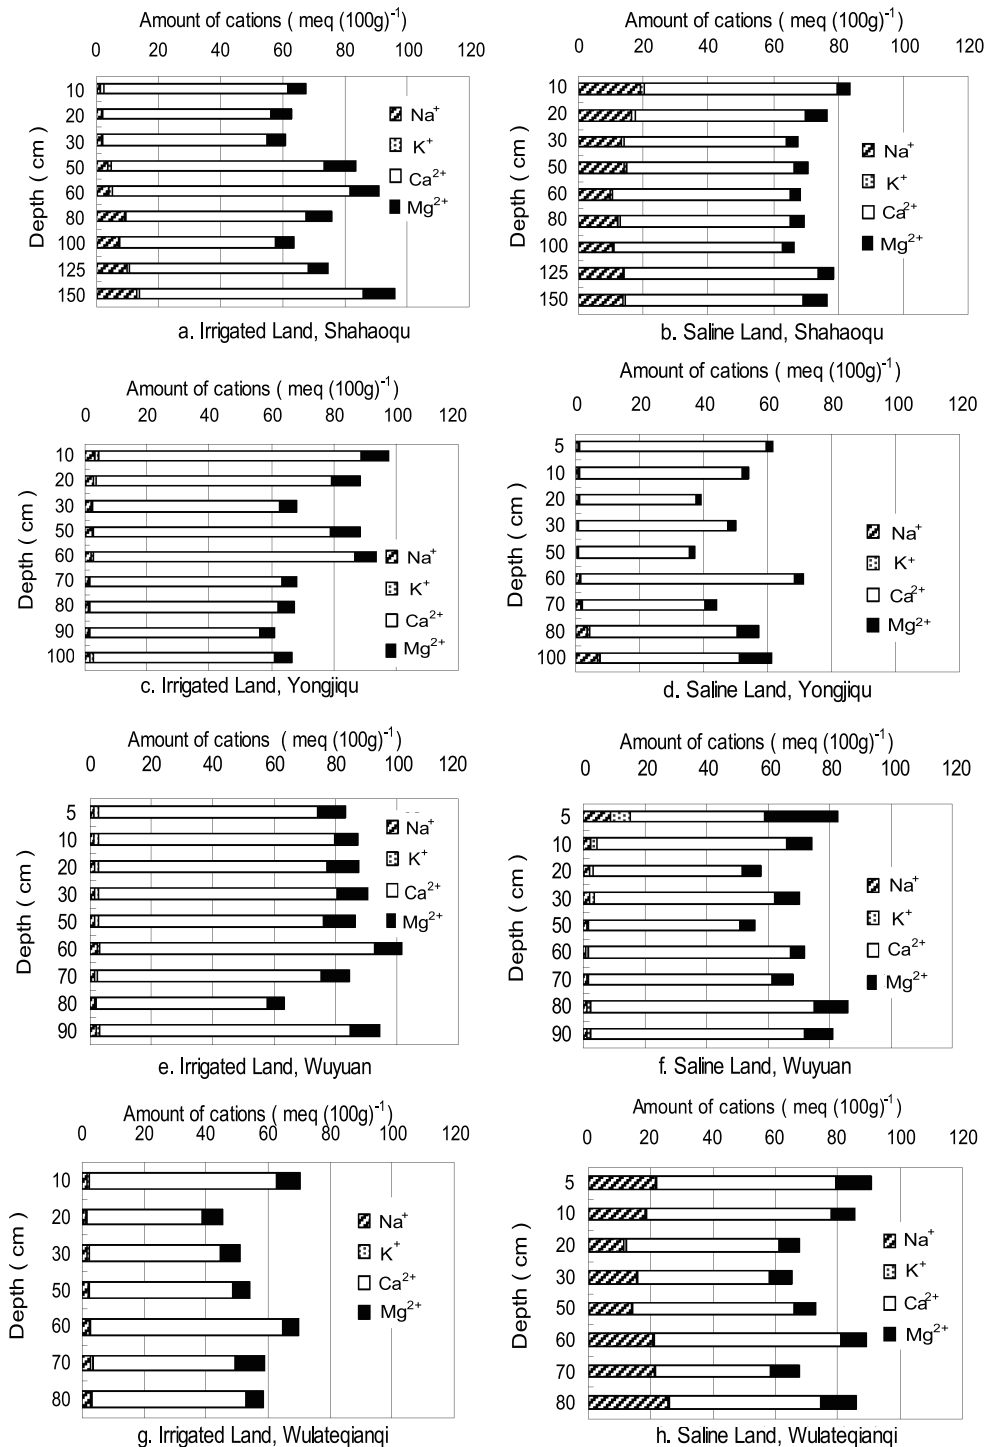 Amount of cations ( meq (100g)-1
0 20 40 60 80 100 120
10
20
30
50
60
80
100
125
150
Depth ( cm )
Na+
K+
Ca2+
Mg2+
a. Irrigated Land, Shahaoqu
Amount of cations ( meq (100g)-1
0 20 40 60 80 100 120
10
20
30
50
60
80
100
125
150
Depth ( cm )
Na+
K+
Ca2+
Mg2+
b. Saline Land, Shahaoqu
Amount of cations ( meq (100g)-1
0 20 40 60 80 100 120
10
20
30
50
60
70
80
90
100
Depth ( cm )
Na+
K+
Ca2+
Mg2+
c. Irrigated Land, Yongjiqu
Amount of cations ( meq (100g)-1
0 20 40 60 80 100 120
5
10
20
30
50
60
70
80
100
Depth ( cm )
Na+
K+
Ca2+
Mg2+
d. Saline Land, Yongjiqu
Amount of cations ( meq (100g)-1
0 20 40 60 80 100 120
5
10
20
30
50
60
70
80
90
Depth ( cm )
Na+
K+
Ca2+
Mg2+
e. Irrigated Land, Wuyuan
Amount of cations ( meq (100g)-1
0 20 40 60 80 100 120
5
10
20
30
50
60
70
80
90
Depth ( cm )
Na+
K+
Ca2+
Mg2+
f. Saline Land, Wuyuan
Amount of cations ( meq (100g)-1
0 20 40 60 80 100 120
10
20
30
50
60
70
80
Depth ( cm )
Na+
K+
Ca2+
Mg2+
g. Irrigated Land, Wulateqianqi
Amount of cations ( meq (100g)-1
0 20 40 60 80 100 120
5
10
20
30
50
60
70
80
Depth ( cm )
Na+
K+
Ca2+
Mg2+
h. Saline Land, Wulateqianqi